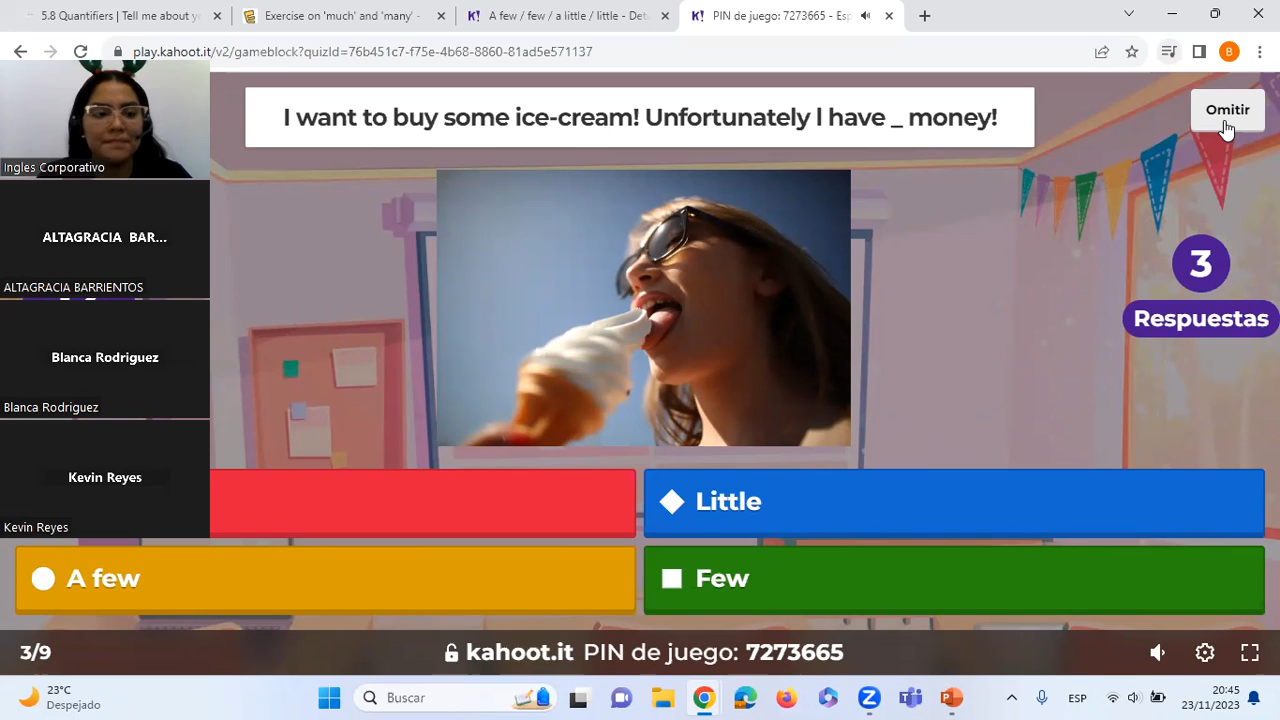 5.8 Quantifiers | Tell me about y
Exercise on 'much' and 'many' -
A few / few / a little / little - Det
PIN de juego: 7273665 - Esp
play.kahoot.it/v2/gameblock?quizId=76b451c7-f75e-4b68-8860-81ad5e571137
B
I want to buy some ice-cream! Unfortunately I have _ money!
Omitir
Ingles Corporativo
ALTAGRACIA BAR...
ALTAGRACIA BARRIENTOS
3
Respuestas
Blanca Rodriguez
Blanca Rodriguez
Kevin Reyes
Kevin Reyes
Little
A few
Few
3/9
kahoot.it PIN de juego: 7273665
23°C
Despejado
Buscar
ESP
20:45
23/11/2023